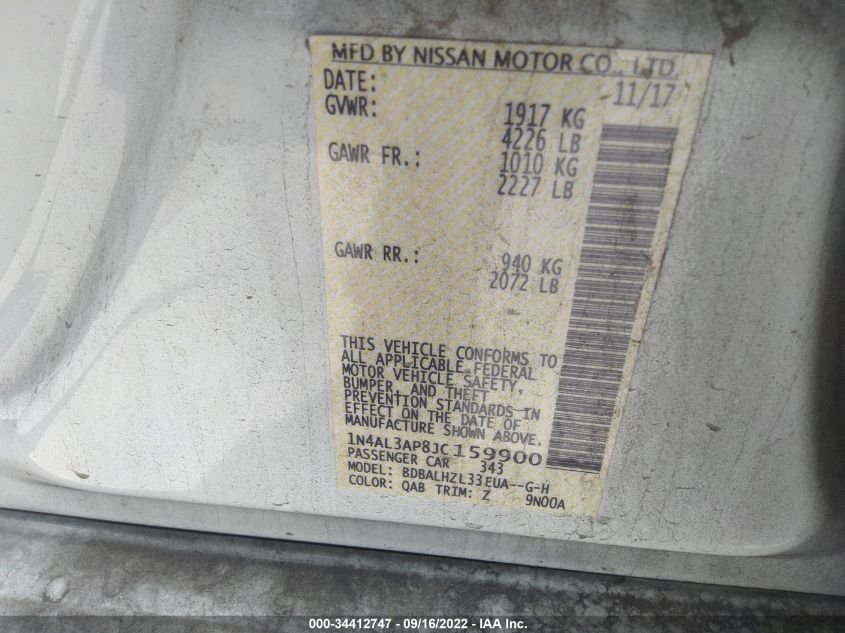 MFD BY NISSAN MOTOR CO., LTD.
DATE: 11/17
GVWR: 1917 KG
4226 LB
GAWR FR.: 1010 KG
2227 LB
GAWR RR.: 940 KG
2072 LB
THIS VEHICLE CONFORMS TO
ALL APPLICABLE FEDERAL
MOTOR VEHICLE SAFETY,
BUMPER, AND THEFT
PREVENTION STANDARDS IN
EFFECT ON THE DATE OF
MANUFACTURE SHOWN ABOVE.
1N4AL3AP8JC159900
PASSENGER CAR 343
MODEL: BDBALHZL33EUA--G-H
COLOR: QAB TRIM: Z 9N00A
000-34412747 - 09/16/2022 - IAA Inc.